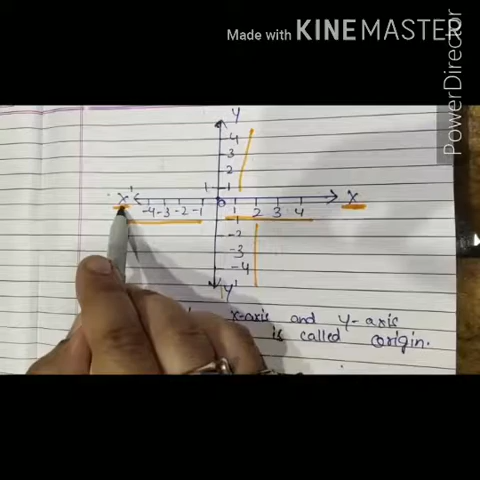 Made with KINEMASTER
PowerDirector
Y
4
3
2
1 1
X' -4 -3 -2 -1 0 1 2 3 4 X
-2
-3
-4
Y'
x-axis and y-axis
is called origin.